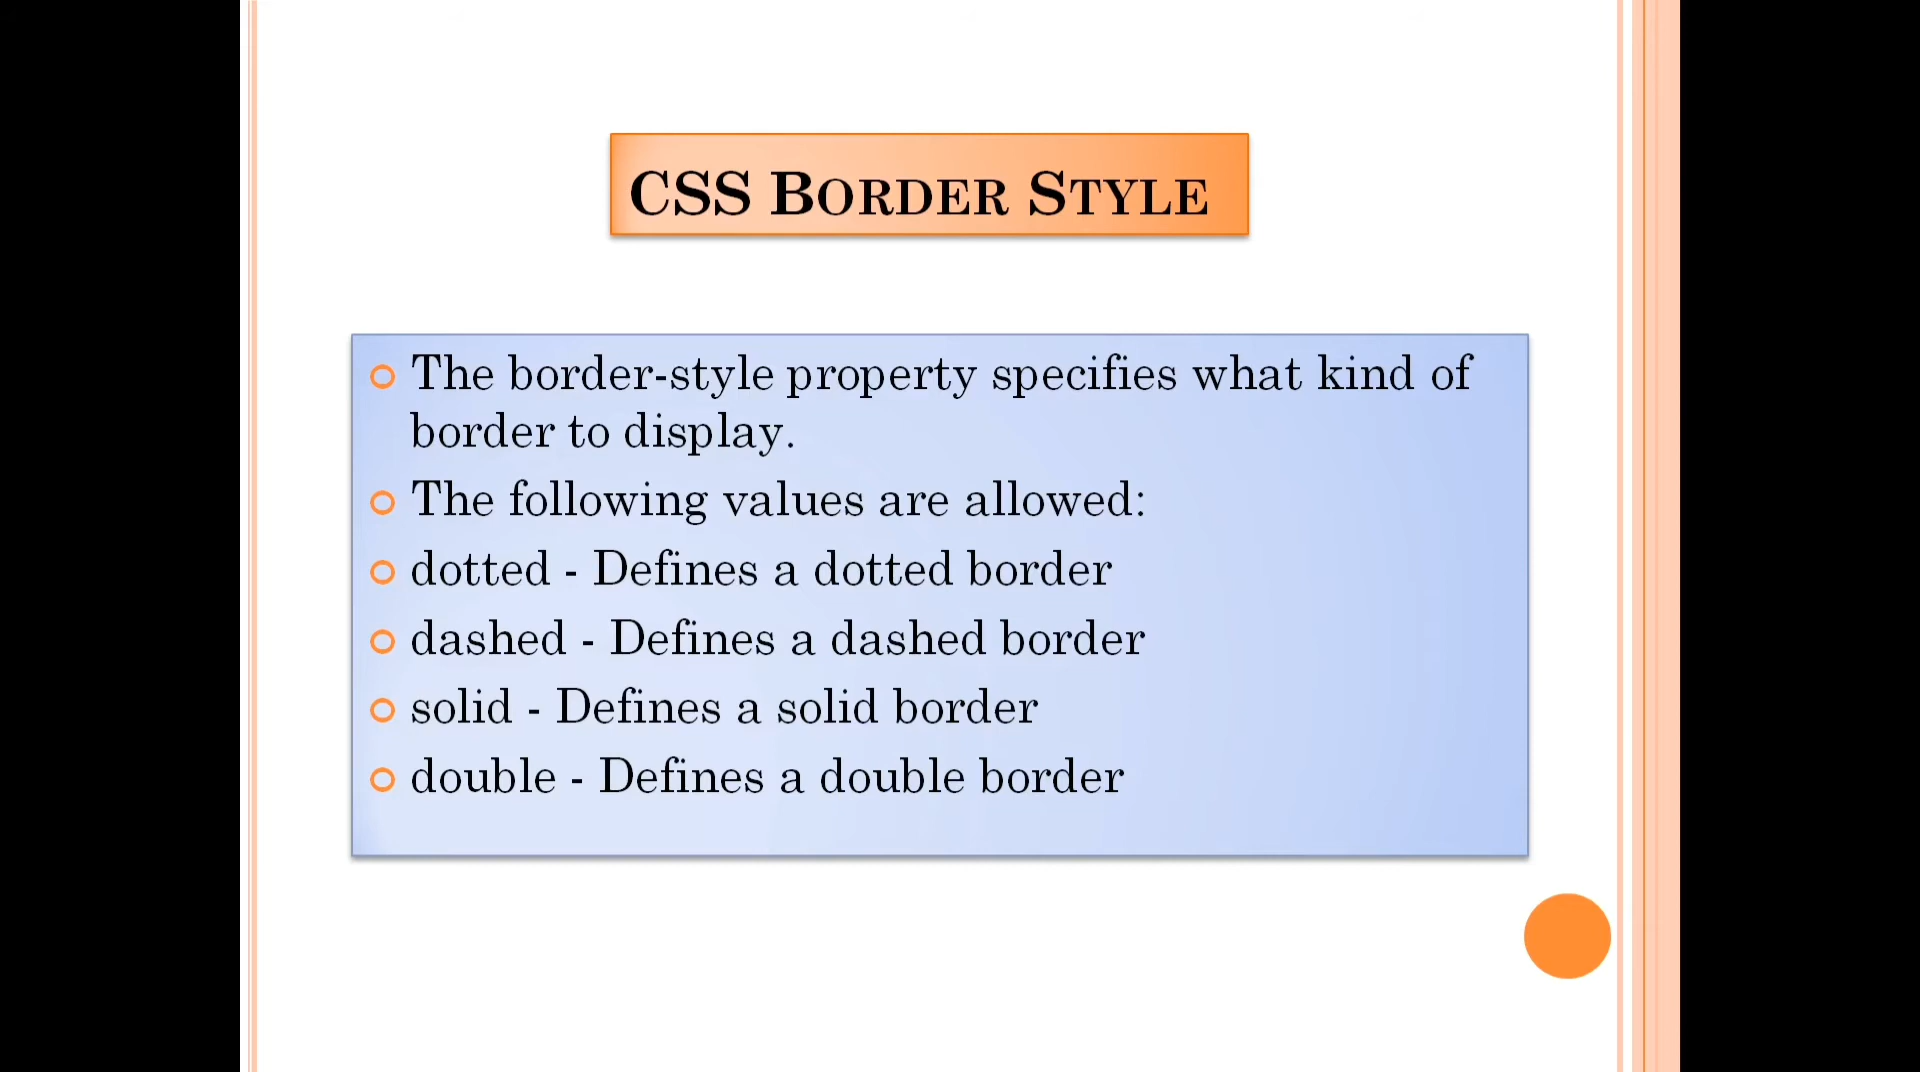 CSS BORDER STYLE
The border-style property specifies what kind of
border to display.
The following values are allowed:
dotted - Defines a dotted border
dashed - Defines a dashed border
solid - Defines a solid border
double - Defines a double border